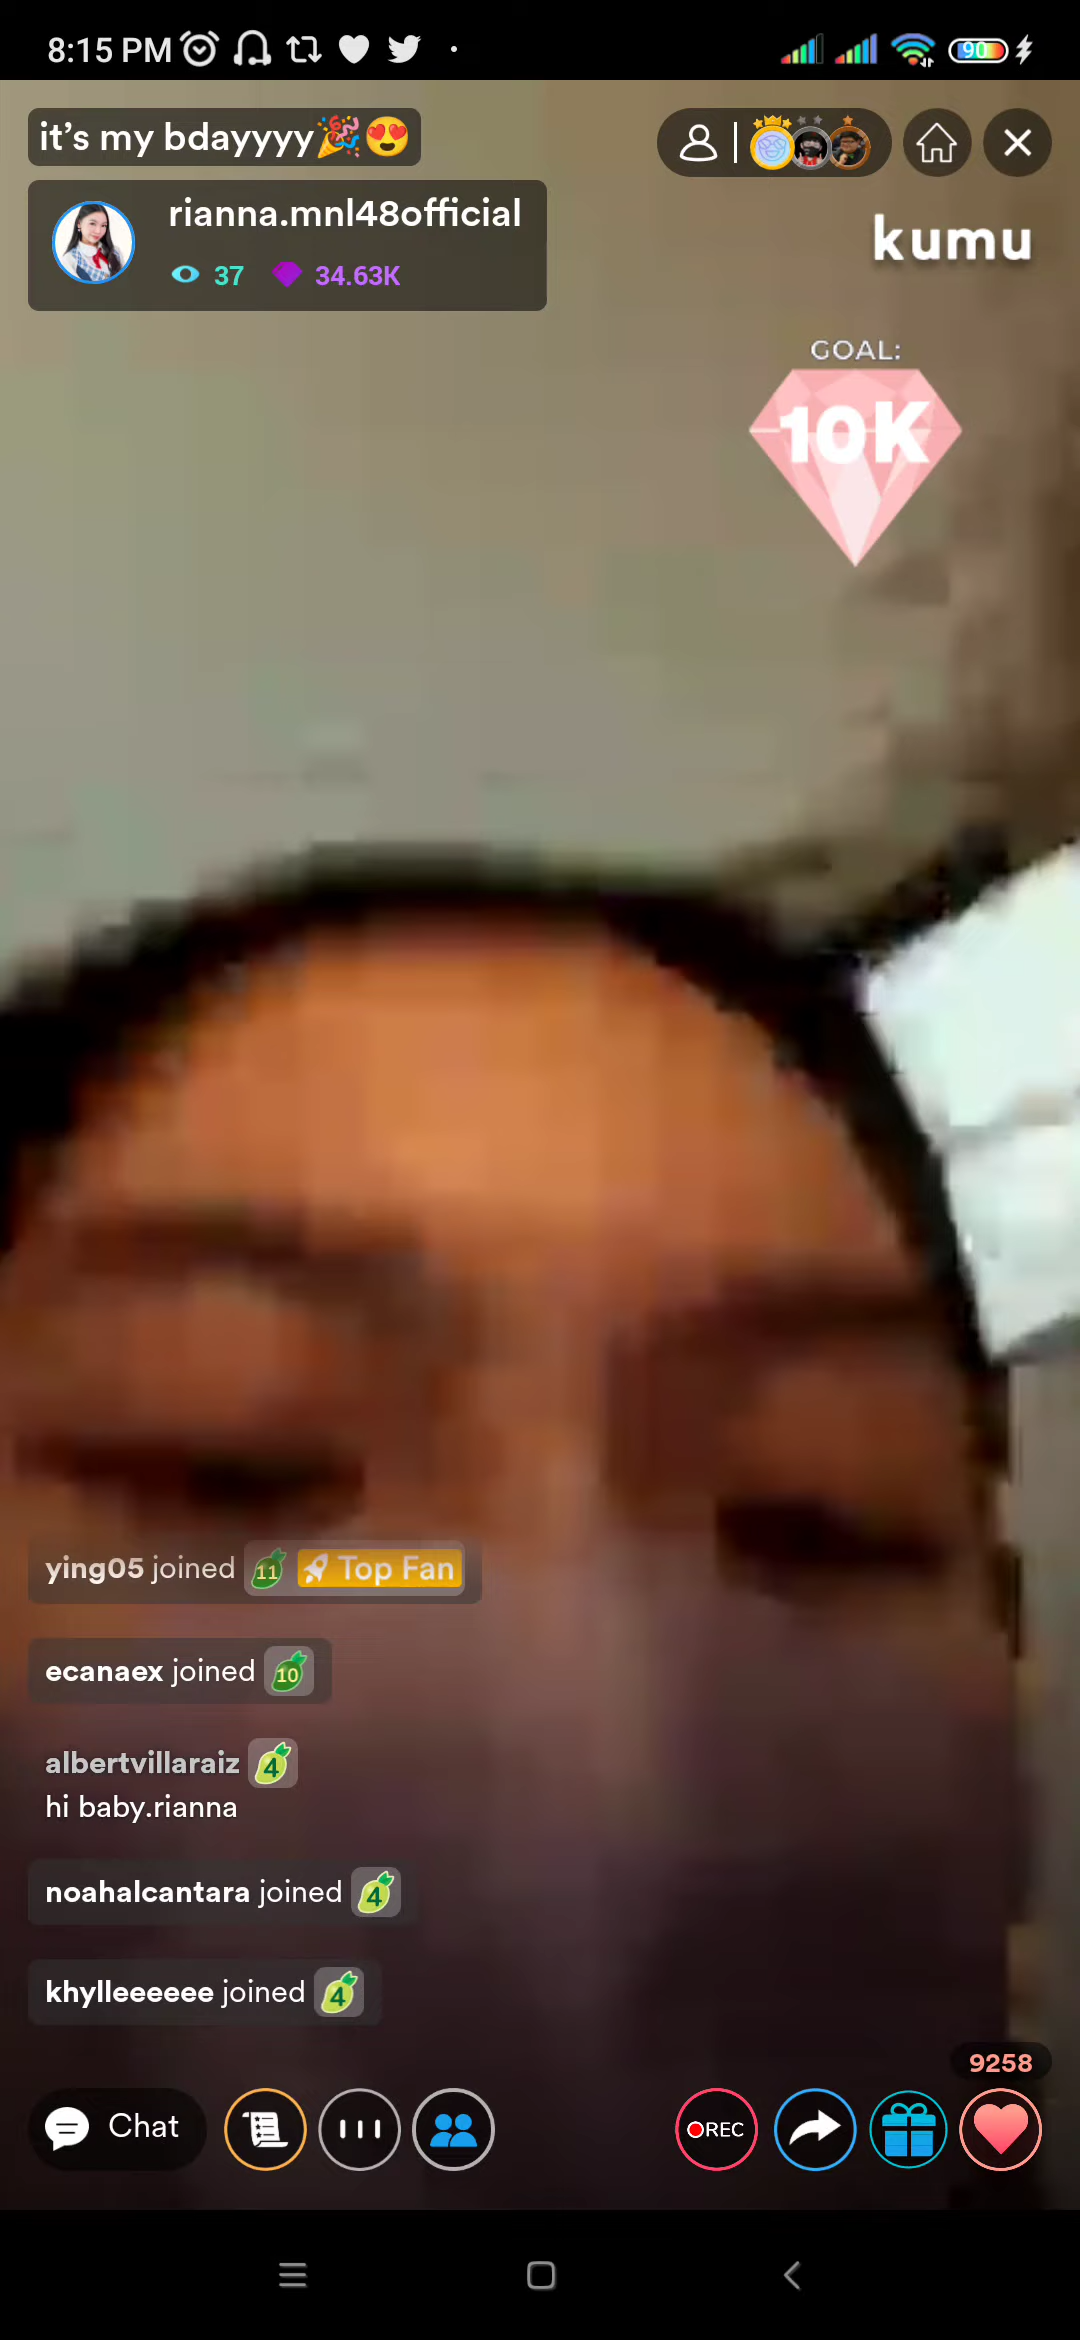 8:15 PM
90
it's my bdayyyy🎉😍
rianna.mnl48official
37 34.63K
kumu
GOAL:
10K
ying05 joined 11 Top Fan
ecanaex joined 10
albertvillaraiz 4
hi baby.rianna
noahalcantara joined 4
khylleeeeee joined 4
9258
Chat
REC